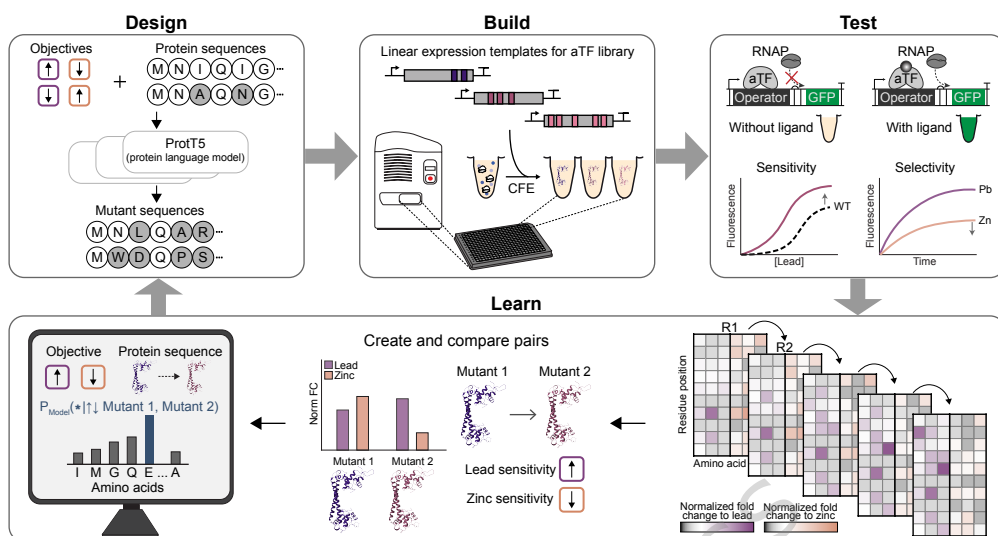 Design
Objectives
Protein sequences
↑ ↓
+
M N I Q I G ...
↓ ↑
M N A Q N G ...
ProtT5
(protein language model)
Mutant sequences
M N L Q A R ...
M W D Q P S ...
Build
Linear expression templates for aTF library
CFE
Test
RNAP
aTF
Operator
GFP
Without ligand
RNAP
aTF
Operator
GFP
With ligand
Sensitivity
Fluorescence
WT
[Lead]
Selectivity
Fluorescence
Pb
Zn
Time
Learn
Objective
Protein sequence
↑ ↓
P Model (★|↑↓ Mutant 1, Mutant 2)
I M G Q E ... A
Amino acids
Create and compare pairs
Lead
Zinc
Norm FC
Mutant 1
Mutant 2
Mutant 1
Mutant 2
Lead sensitivity ↑
Zinc sensitivity ↓
R1
R2
Residue position
Amino acid
Normalized fold
change to lead
Normalized fold
change to zinc